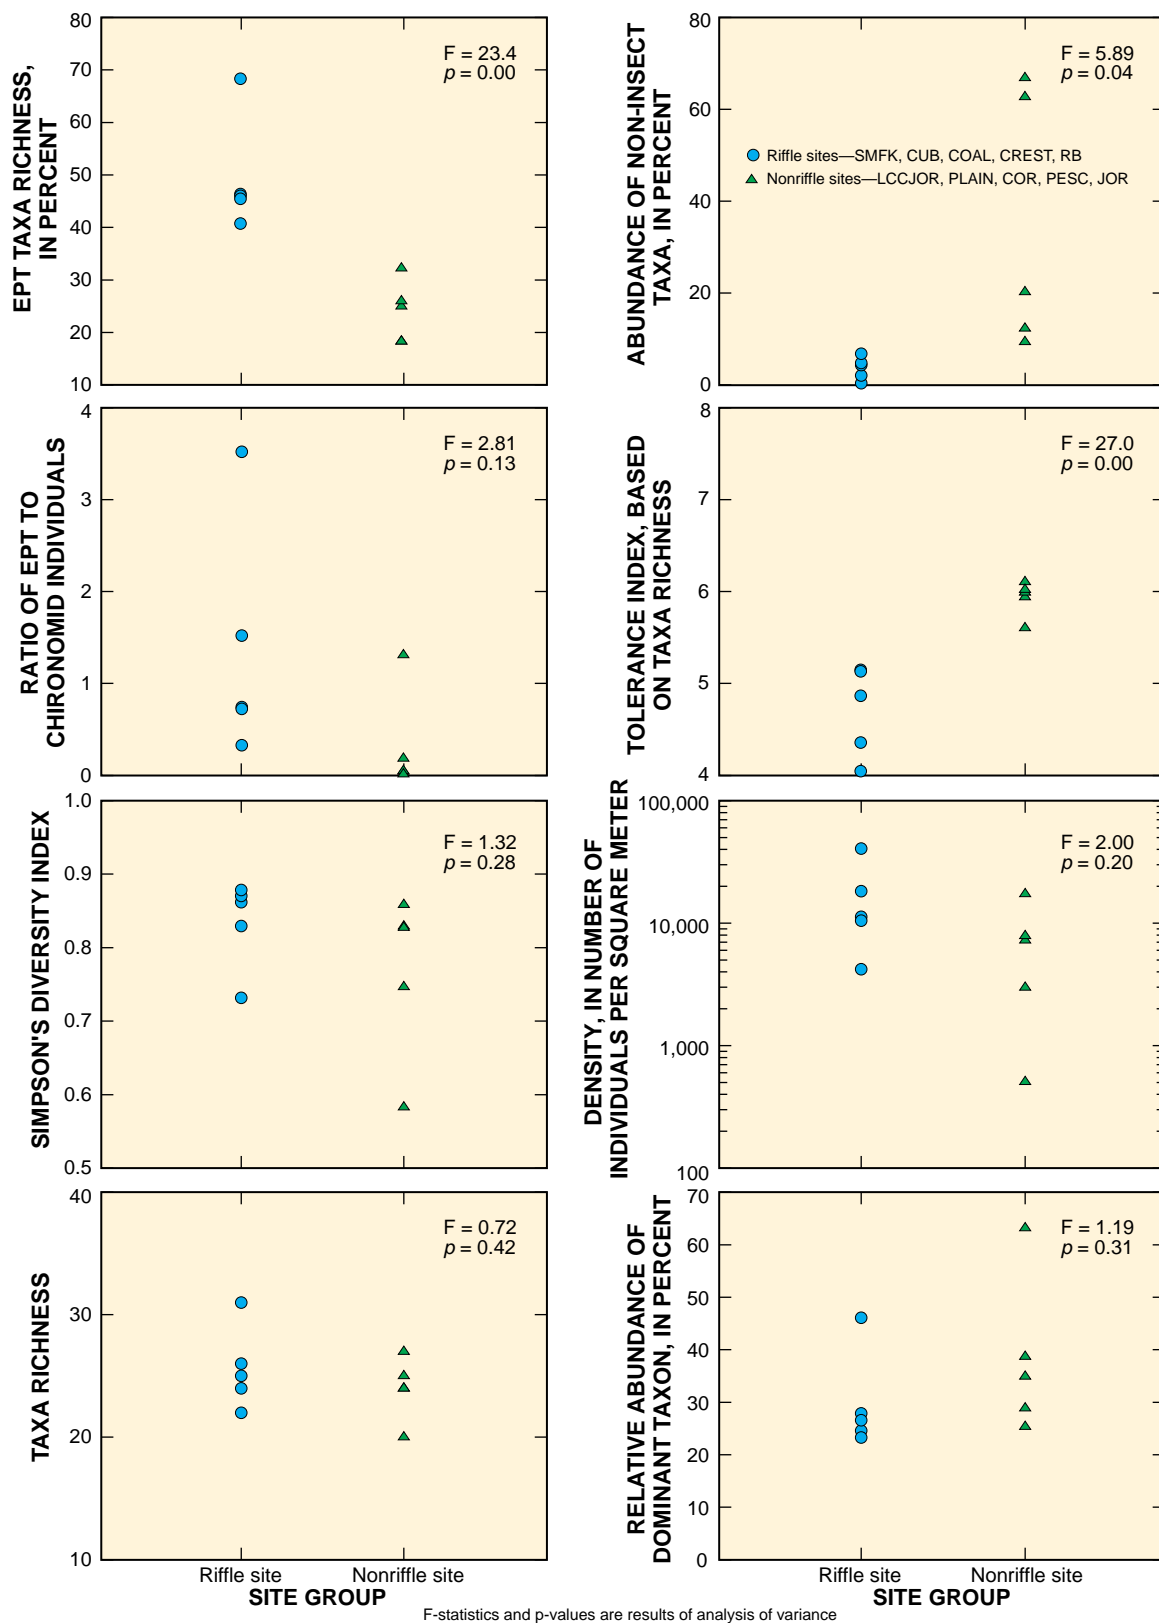 EPT TAXA RICHNESS,
IN PERCENT
80
70
60
50
40
30
20
10
F = 23.4
p = 0.00
ABUNDANCE OF NON-INSECT
TAXA, IN PERCENT
80
60
40
20
0
F = 5.89
p = 0.04
Riffle sites—SMFK, CUB, COAL, CREST, RB
Nonriffle sites—LCCJOR, PLAIN, COR, PESC, JOR
RATIO OF EPT TO
CHIRONOMID INDIVIDUALS
4
3
2
1
0
F = 2.81
p = 0.13
TOLERANCE INDEX, BASED
ON TAXA RICHNESS
8
7
6
5
4
F = 27.0
p = 0.00
SIMPSON'S DIVERSITY INDEX
1.0
0.9
0.8
0.7
0.6
0.5
F = 1.32
p = 0.28
DENSITY, IN NUMBER OF
INDIVIDUALS PER SQUARE METER
100,000
10,000
1,000
100
F = 2.00
p = 0.20
TAXA RICHNESS
40
30
20
10
F = 0.72
p = 0.42
RELATIVE ABUNDANCE OF
DOMINANT TAXON, IN PERCENT
70
60
50
40
30
20
10
0
F = 1.19
p = 0.31
Riffle site
Nonriffle site
SITE GROUP
Riffle site
Nonriffle site
SITE GROUP
F-statistics and p-values are results of analysis of variance